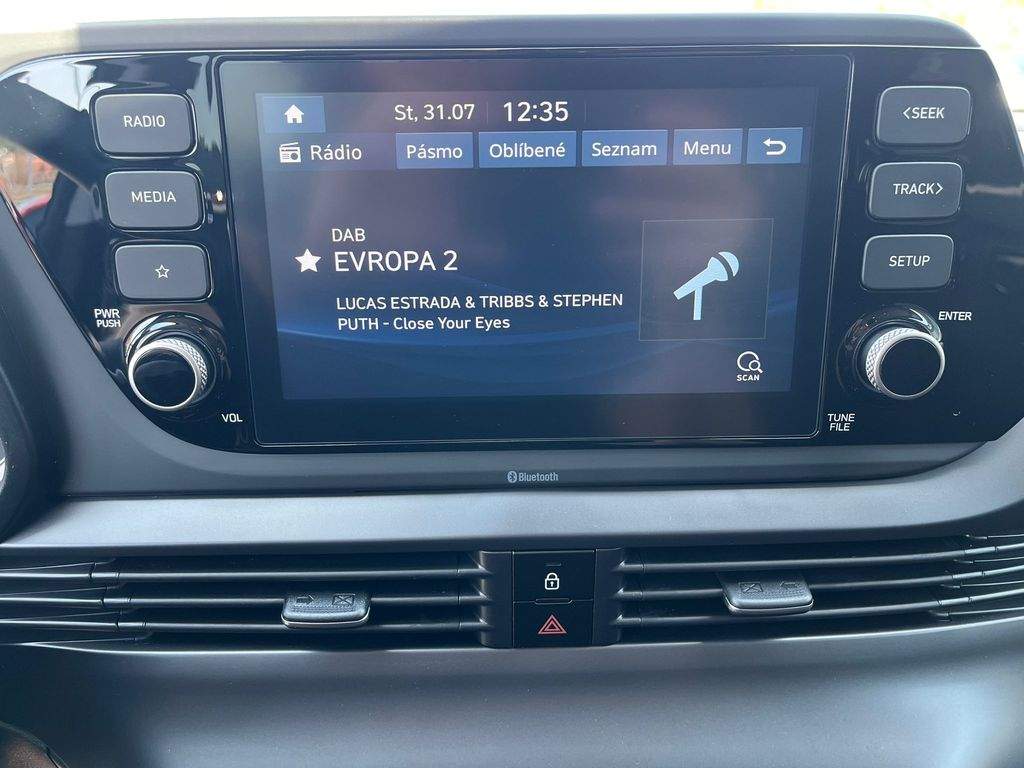 RADIO
MEDIA
PWR
PUSH
VOL
St, 31.07 12:35
Rádio Pásmo Oblíbené Seznam Menu
DAB
EVROPA 2
LUCAS ESTRADA & TRIBBS & STEPHEN
PUTH - Close Your Eyes
SCAN
<SEEK
TRACK>
SETUP
ENTER
TUNE
FILE
Bluetooth